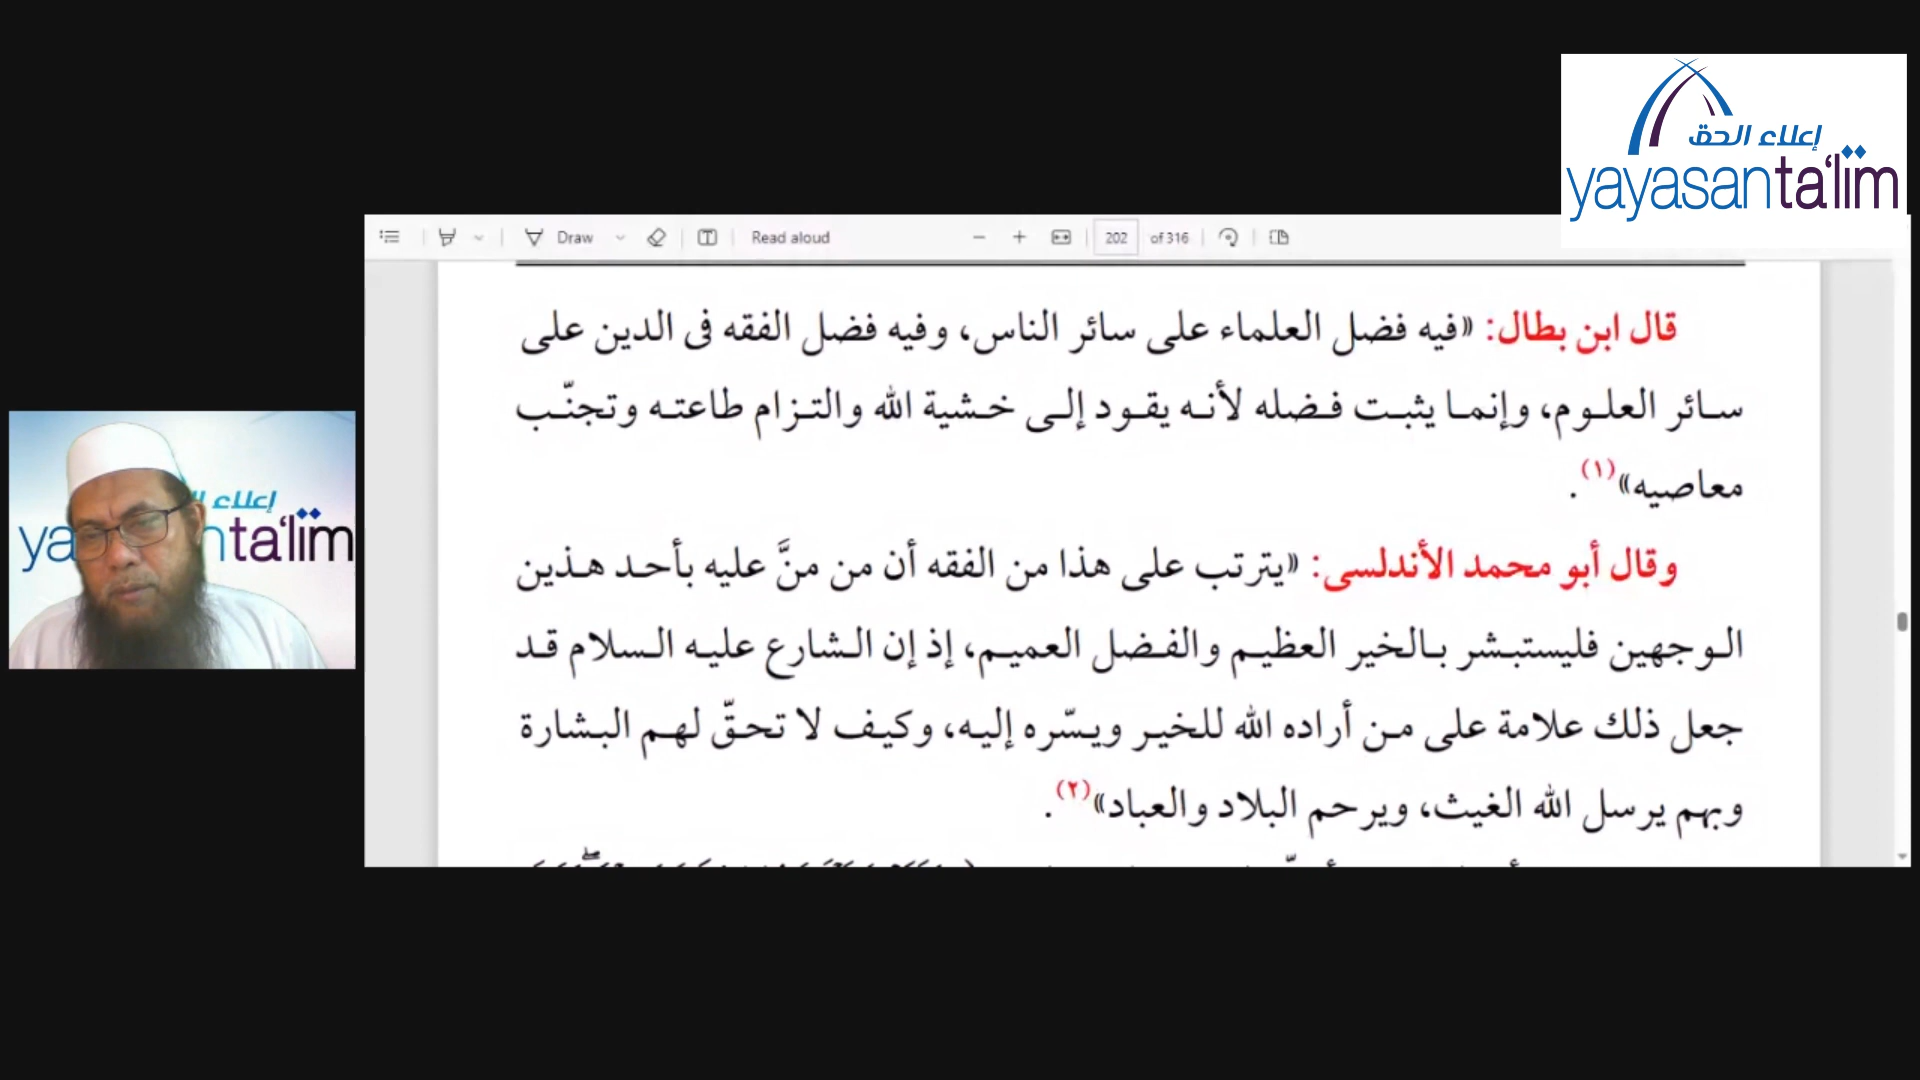 إعلاء الحق
yayasanta'lim
Draw
Read aloud
202 of 316
قال ابن بطال: «فيه فضل العلماء على سائر الناس، وفيه فضل الفقه فى الدين على
سائر العلوم، وإنما يثبت فضله لأنه يقود إلى خشية الله والتزام طاعته وتجنّب
معاصيه»(١).
وقال أبو محمد الأندلسى: «يترتب على هذا من الفقه أن من منَّ عليه بأحد هذين
الوجهين فليستبشر بالخير العظيم والفضل العميم، إذ إن الشارع عليه السلام قد
جعل ذلك علامة على من أراده الله للخير ويسّره إليه، وكيف لا تحقّ لهم البشارة
وبهم يرسل الله الغيث، ويرحم البلاد والعباد»(٢).
إعلاء
ya n ta'lim